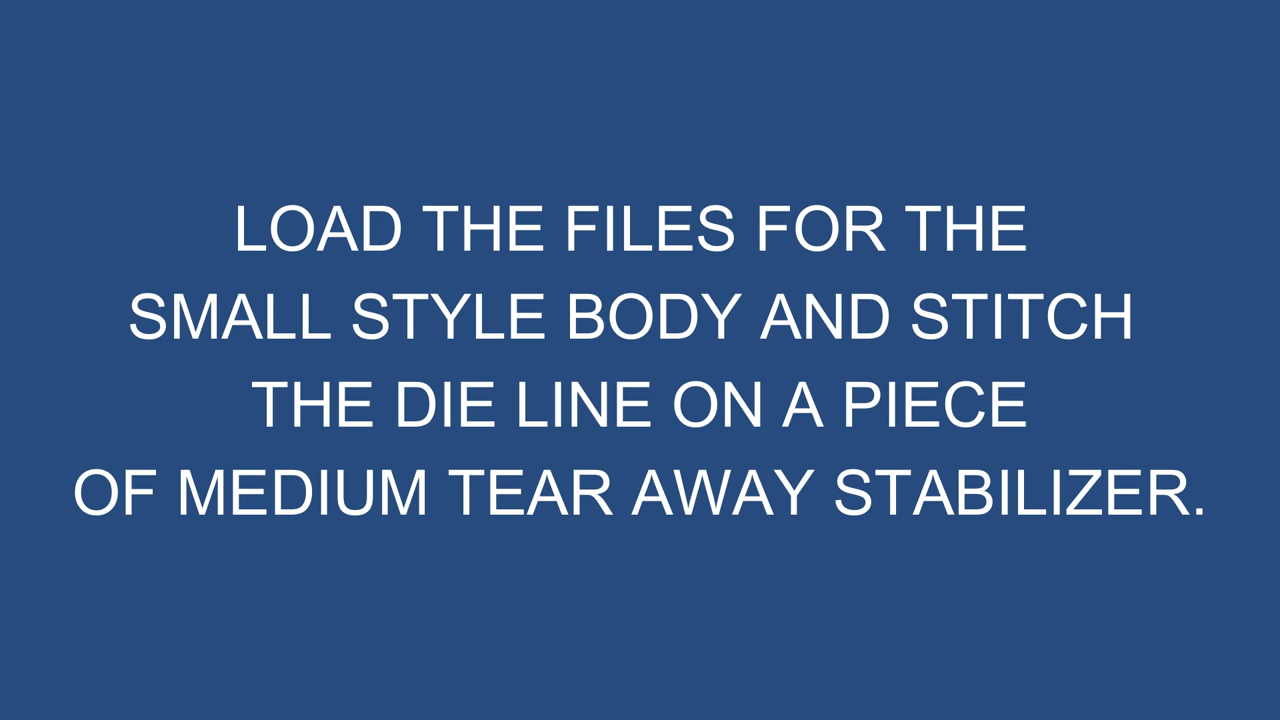 LOAD THE FILES FOR THE
SMALL STYLE BODY AND STITCH
THE DIE LINE ON A PIECE
OF MEDIUM TEAR AWAY STABILIZER.